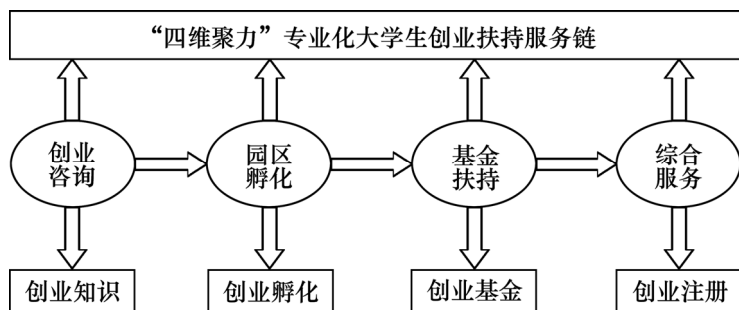 “四维聚力”专业化大学生创业扶持服务链
创业
咨询
园区
孵化
基金
扶持
综合
服务
创业知识
创业孵化
创业基金
创业注册